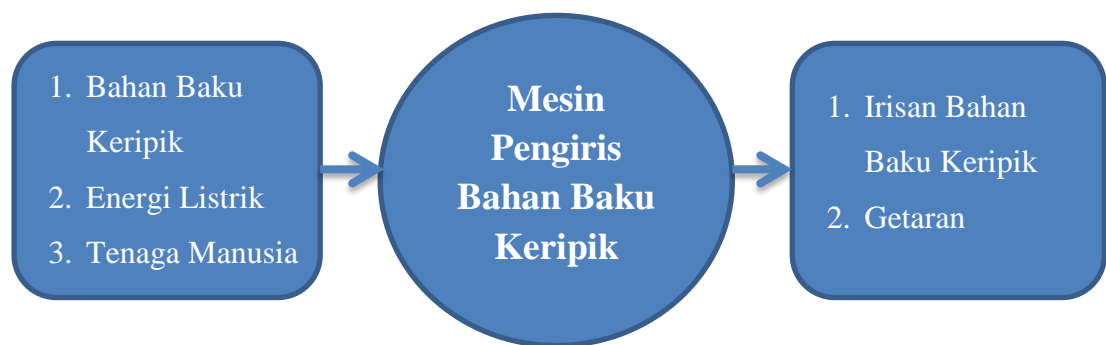 1. Bahan Baku
Keripik
2. Energi Listrik
3. Tenaga Manusia
Mesin
Pengiris
Bahan Baku
Keripik
1. Irisan Bahan
Baku Keripik
2. Getaran